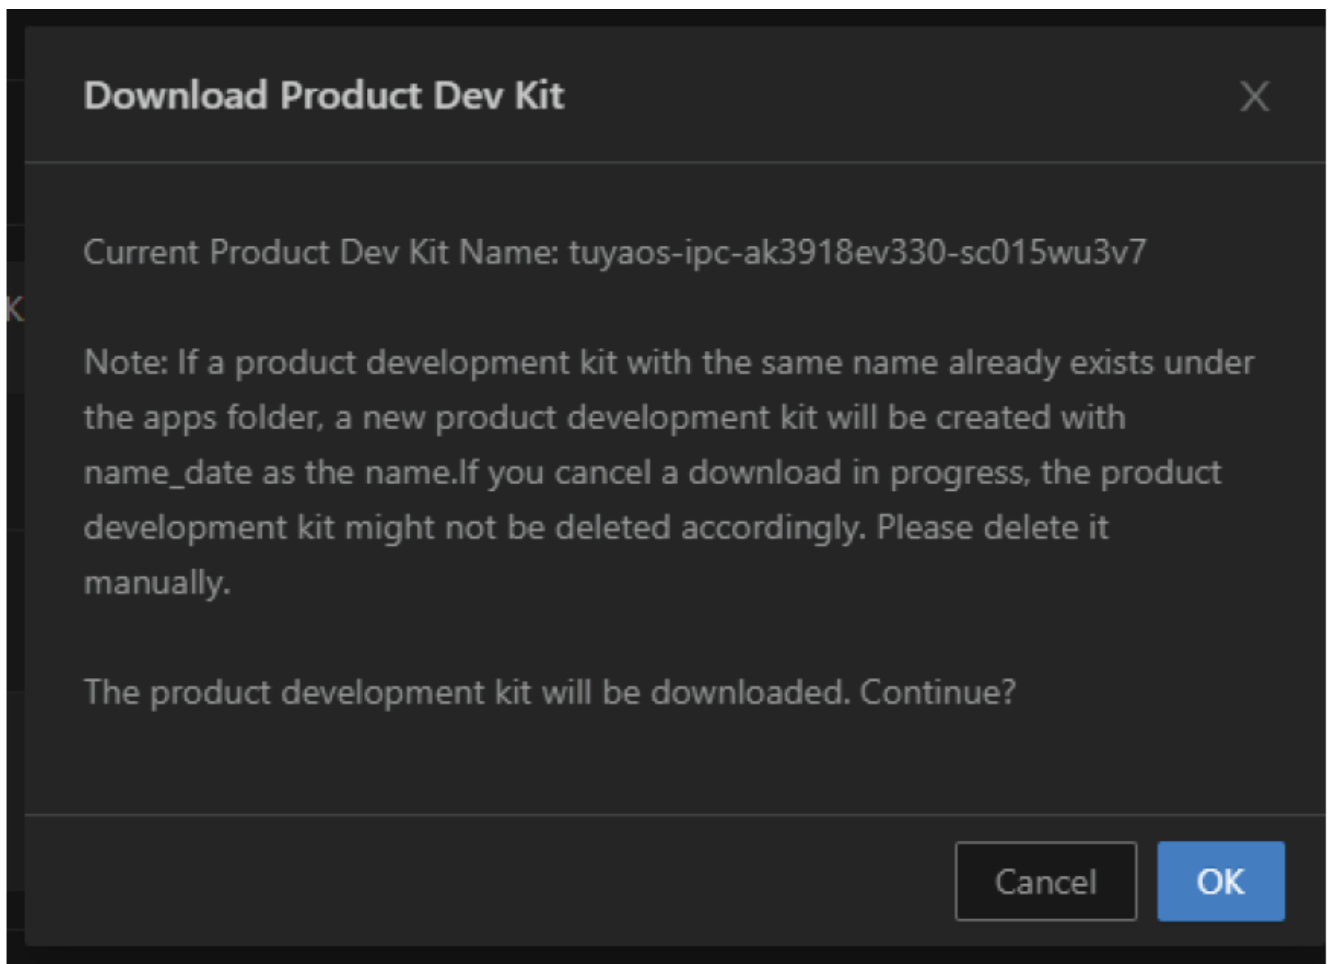 Download Product Dev Kit
X
Current Product Dev Kit Name: tuyaos-ipc-ak3918ev330-sc015wu3v7
K
Note: If a product development kit with the same name already exists under
the apps folder, a new product development kit will be created with
name_date as the name.If you cancel a download in progress, the product
development kit might not be deleted accordingly. Please delete it
manually.
The product development kit will be downloaded. Continue?
Cancel
OK